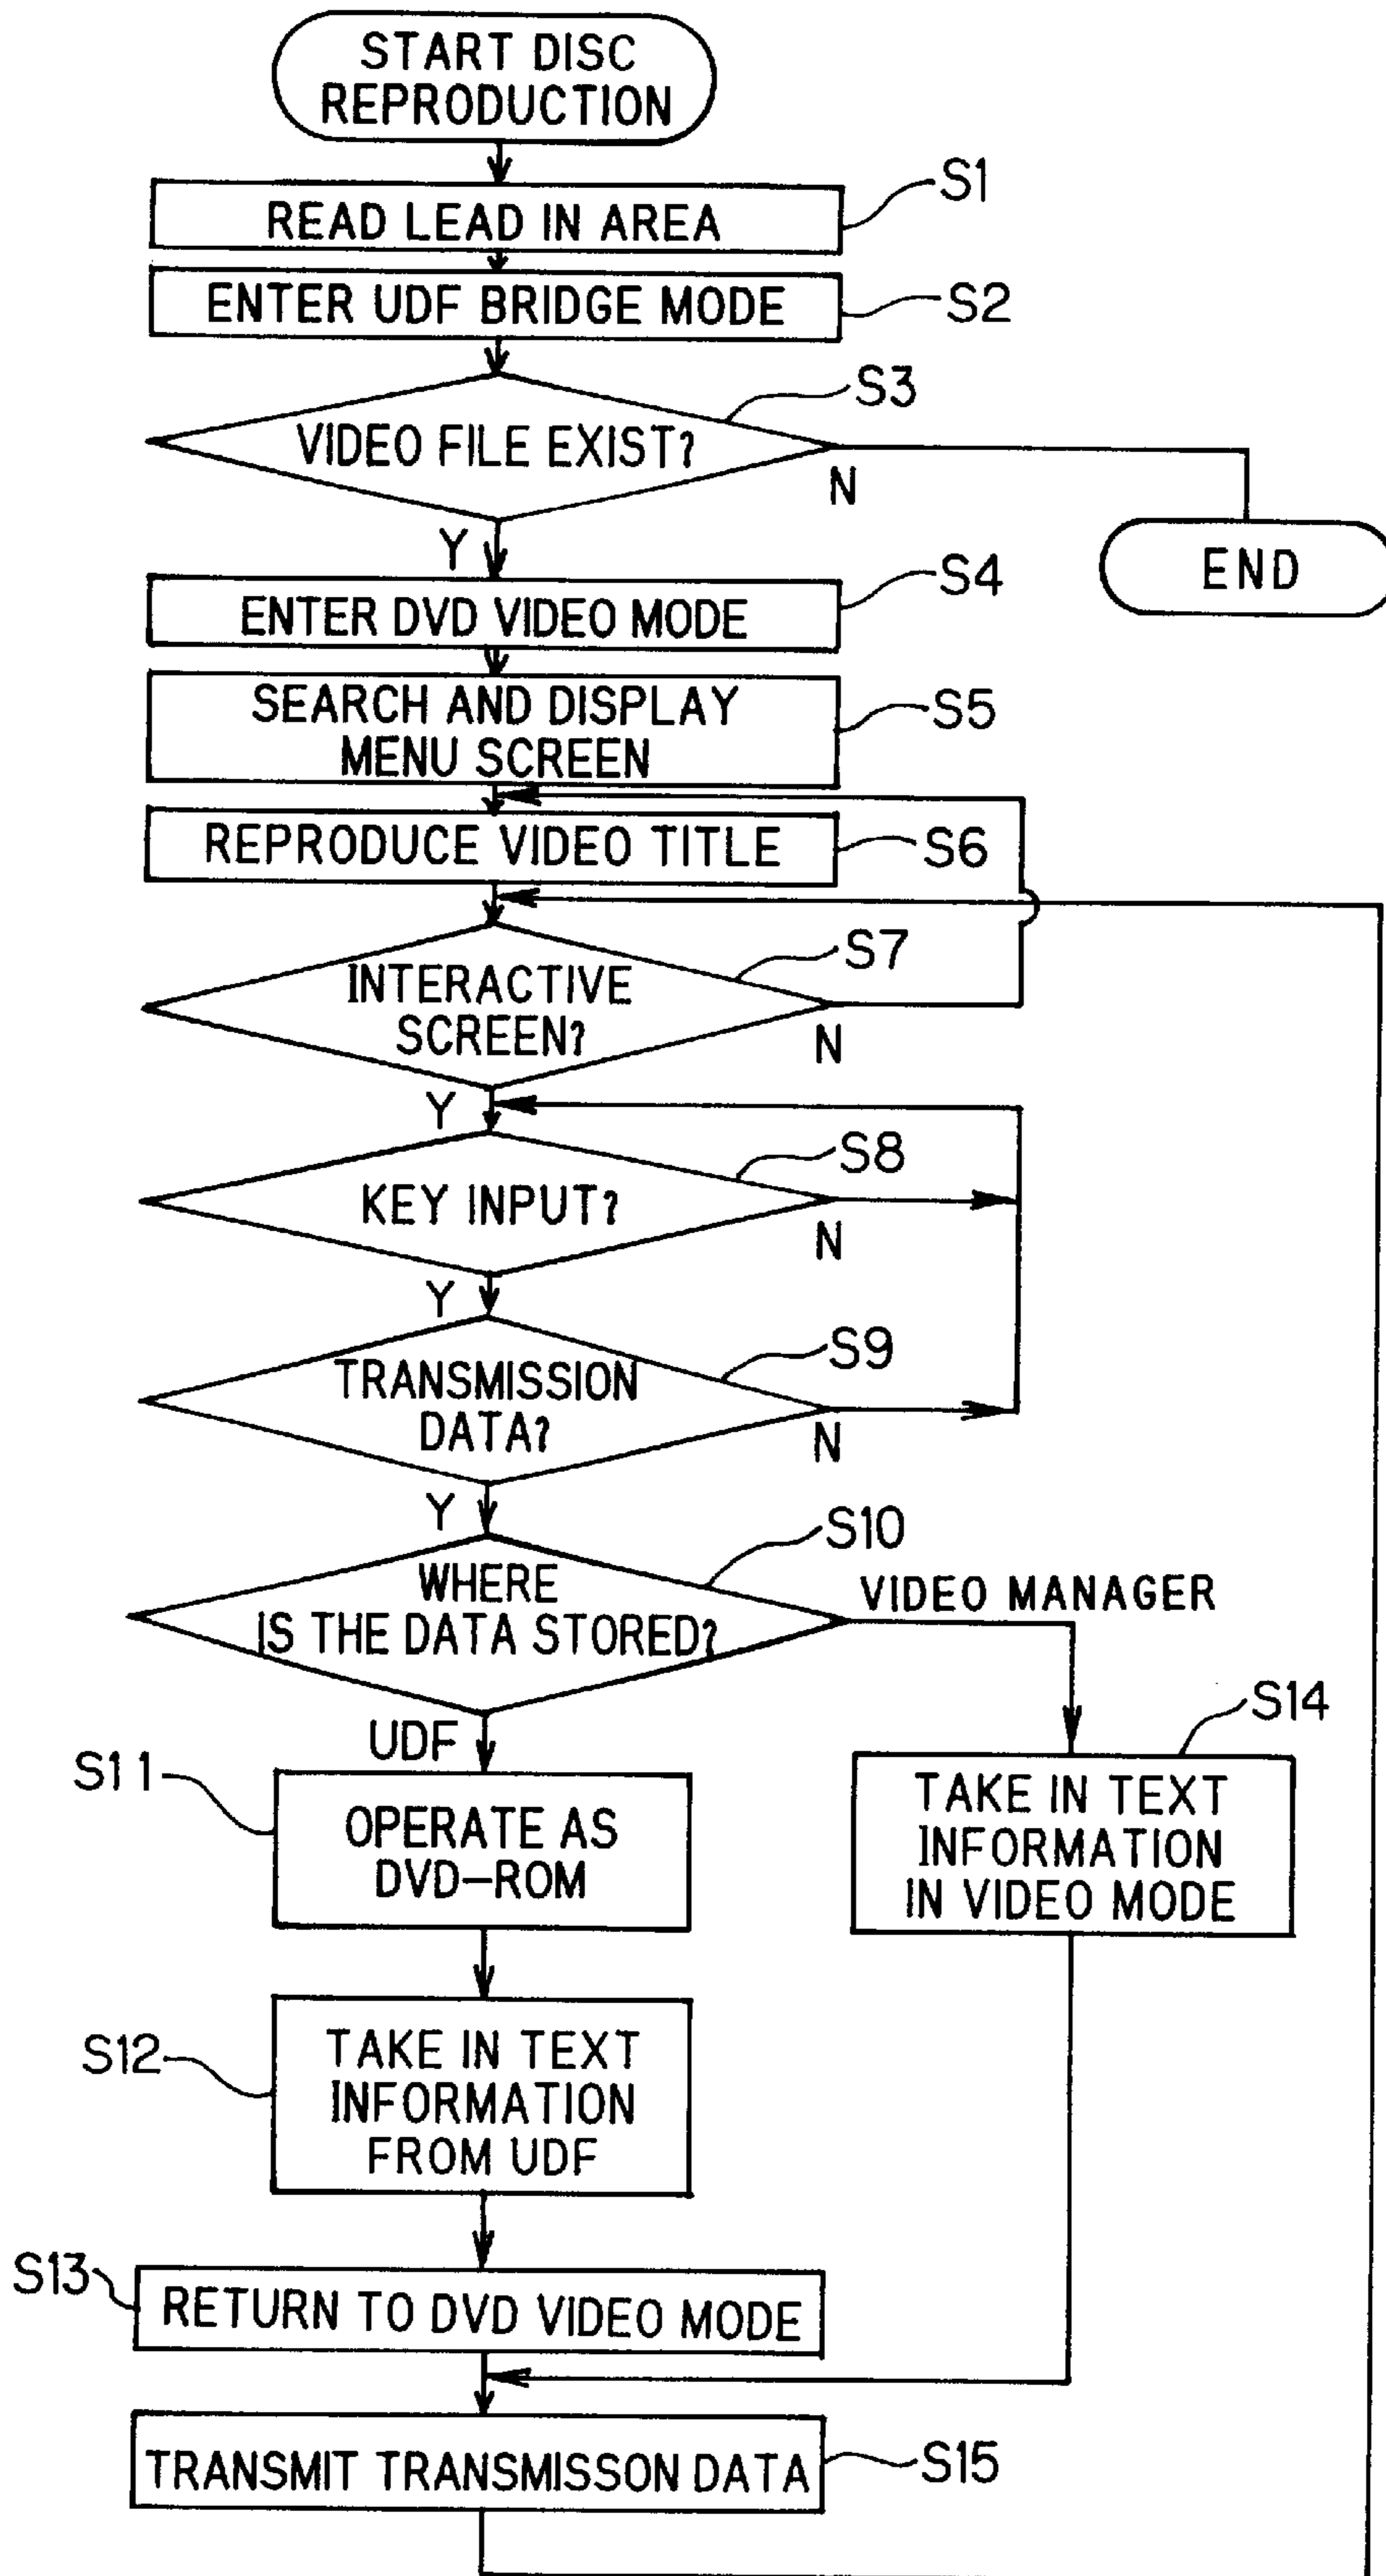 START DISC
REPRODUCTION
S1
READ LEAD IN AREA
ENTER UDF BRIDGE MODE
S2
S3
VIDEO FILE EXIST?
N
Y
END
S4
ENTER DVD VIDEO MODE
SEARCH AND DISPLAY
MENU SCREEN
S5
REPRODUCE VIDEO TITLE
S6
S7
INTERACTIVE
SCREEN?
N
Y
S8
KEY INPUT?
N
Y
S9
TRANSMISSION
DATA?
N
Y
S10
WHERE
IS THE DATA STORED?
VIDEO MANAGER
UDF
S11
OPERATE AS
DVD-ROM
S14
TAKE IN TEXT
INFORMATION
IN VIDEO MODE
S12
TAKE IN TEXT
INFORMATION
FROM UDF
S13
RETURN TO DVD VIDEO MODE
TRANSMIT TRANSMISSON DATA
S15